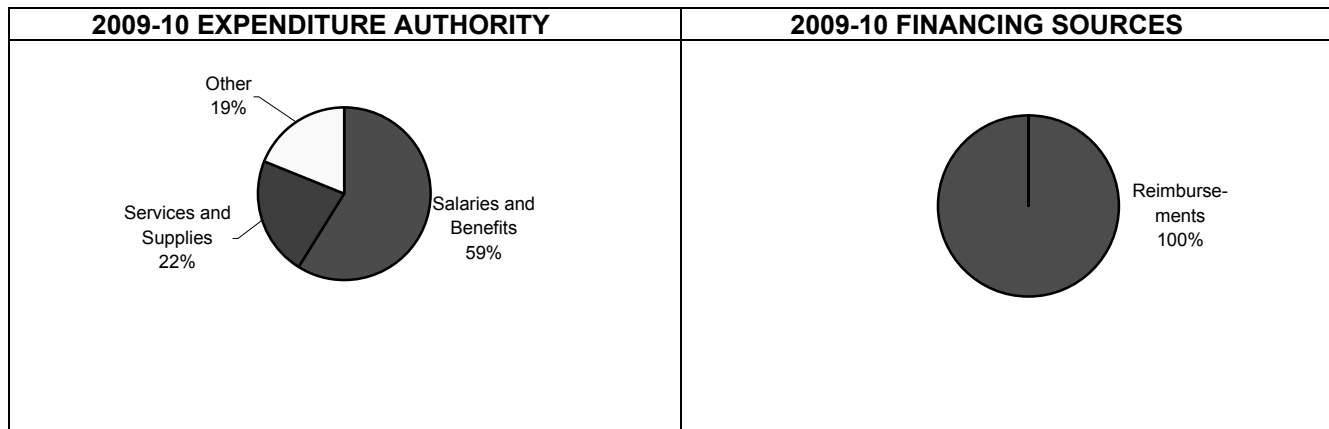 2009-10 EXPENDITURE AUTHORITY
2009-10 FINANCING SOURCES
Other
19%
Services and
Supplies
22%
Salaries and
Benefits
59%
Reimburse-
ments
100%